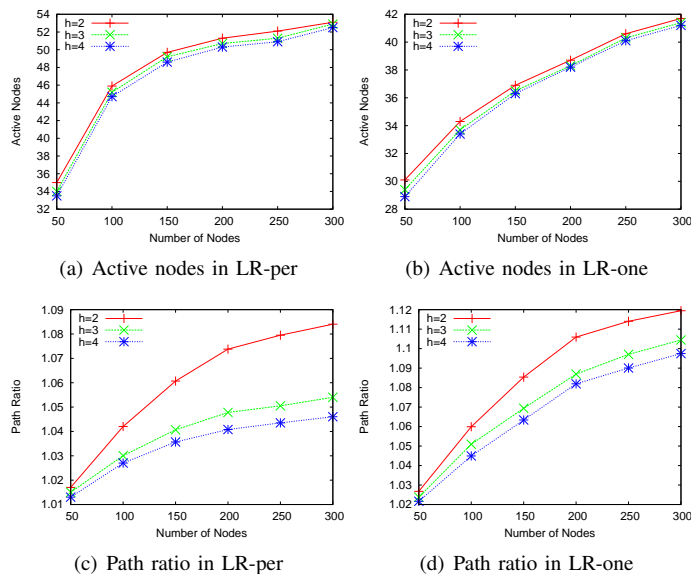 54
52
50
48
46
44
42
40
38
36
34
32
Active Nodes
h=2
h=3
h=4
50 100 150 200 250 300
Number of Nodes
(a) Active nodes in LR-per
42
40
38
36
34
32
30
28
Active Nodes
h=2
h=3
h=4
50 100 150 200 250 300
Number of Nodes
(b) Active nodes in LR-one
1.09
1.08
1.07
1.06
1.05
1.04
1.03
1.02
1.01
Path Ratio
h=2
h=3
h=4
50 100 150 200 250 300
Number of Nodes
(c) Path ratio in LR-per
1.12
1.11
1.1
1.09
1.08
1.07
1.06
1.05
1.04
1.03
1.02
Path Ratio
h=2
h=3
h=4
50 100 150 200 250 300
Number of Nodes
(d) Path ratio in LR-one